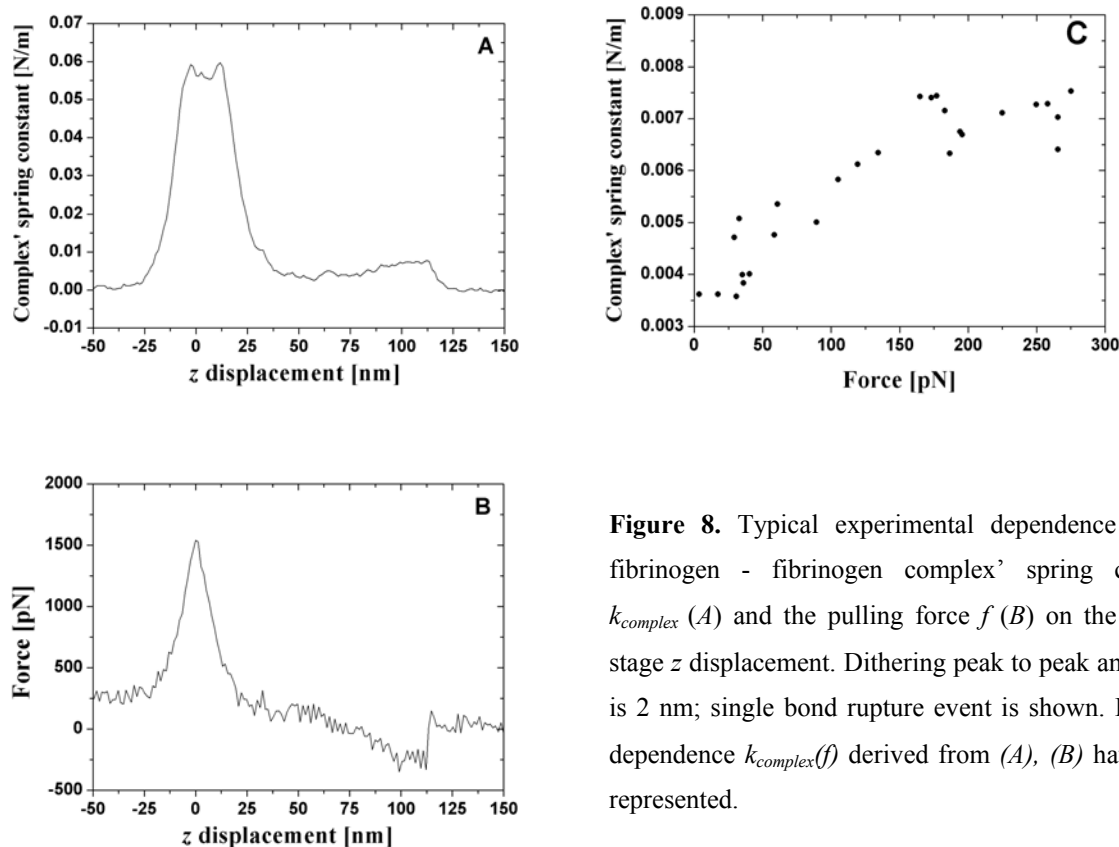 A
Complex' spring constant [N/m]
0.07
0.06
0.05
0.04
0.03
0.02
0.01
0.00
-0.01
-50 -25 0 25 50 75 100 125 150
z displacement [nm]
C
Complex' spring constant [N/m]
0.009
0.008
0.007
0.006
0.005
0.004
0.003
0 50 100 150 200 250 300
Force [pN]
B
Force [pN]
2000
1500
1000
500
0
-500
-50 -25 0 25 50 75 100 125 150
z displacement [nm]
Figure 8. Typical experimental dependence
fibrinogen - fibrinogen complex' spring c
kcomplex (A) and the pulling force f (B) on the
stage z displacement. Dithering peak to peak an
is 2 nm; single bond rupture event is shown.
dependence kcomplex(f) derived from (A), (B) ha
represented.